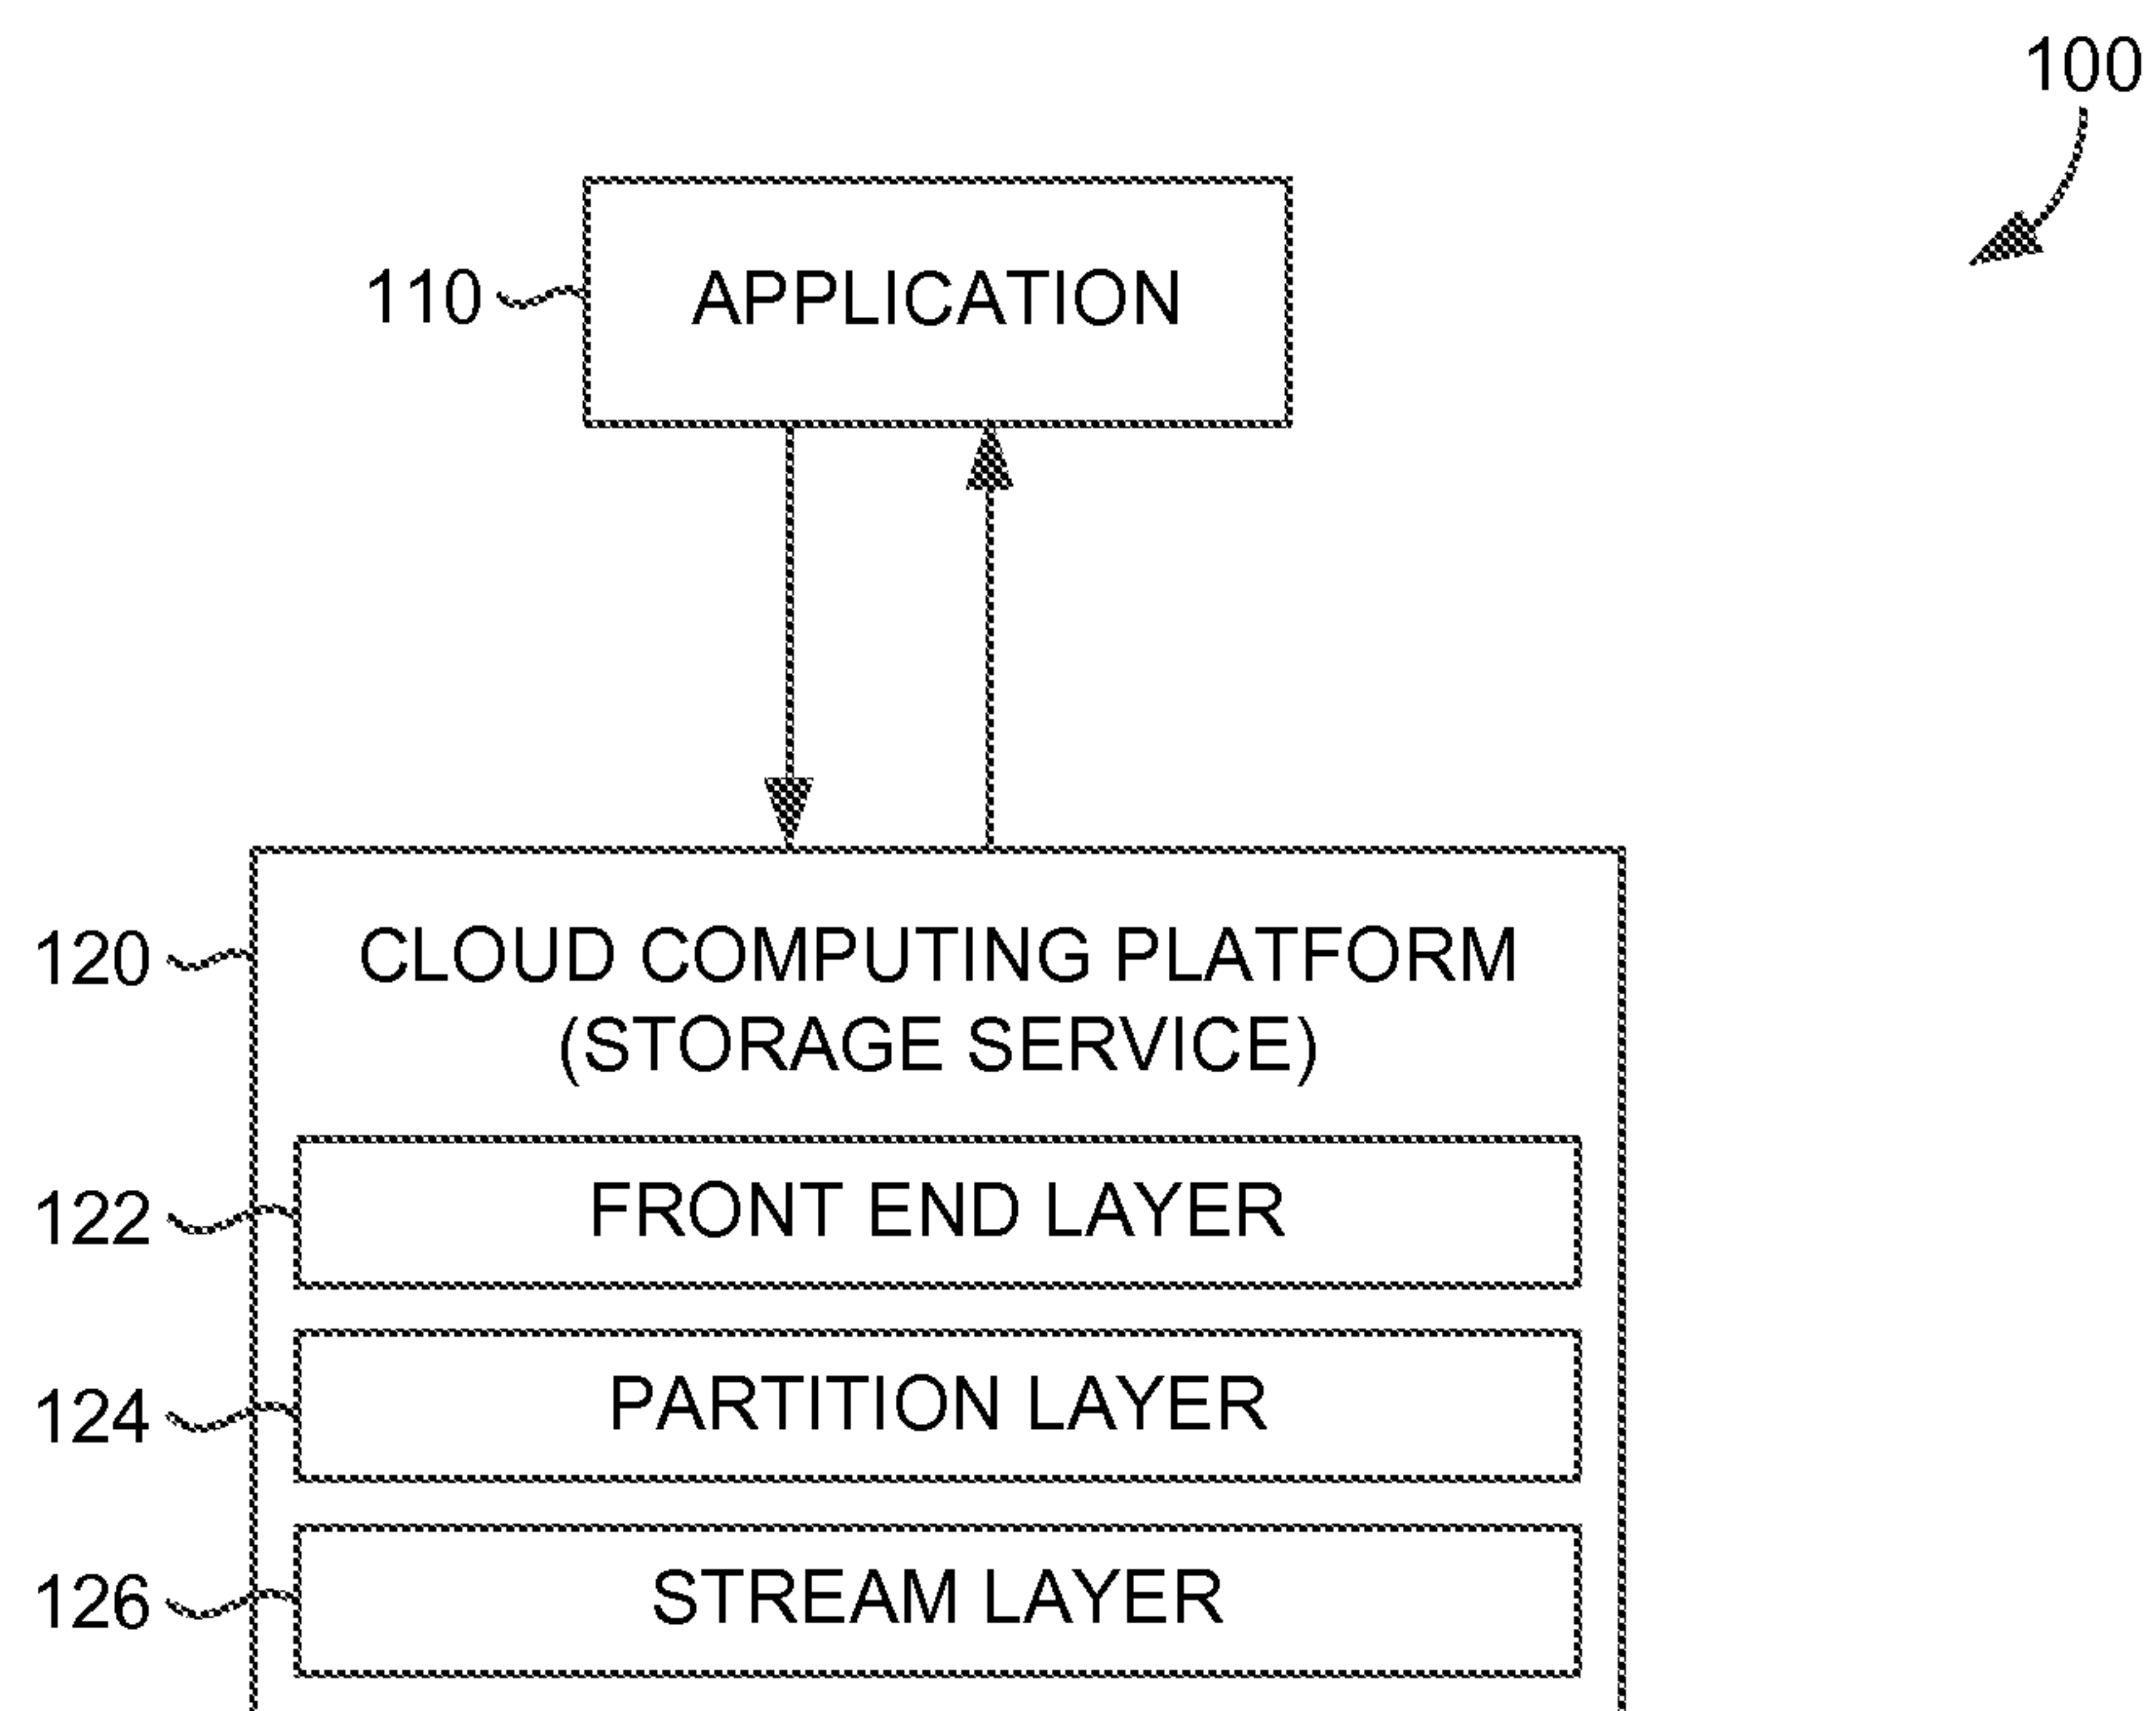 100
110 APPLICATION
120 CLOUD COMPUTING PLATFORM
(STORAGE SERVICE)
122 FRONT END LAYER
124 PARTITION LAYER
126 STREAM LAYER